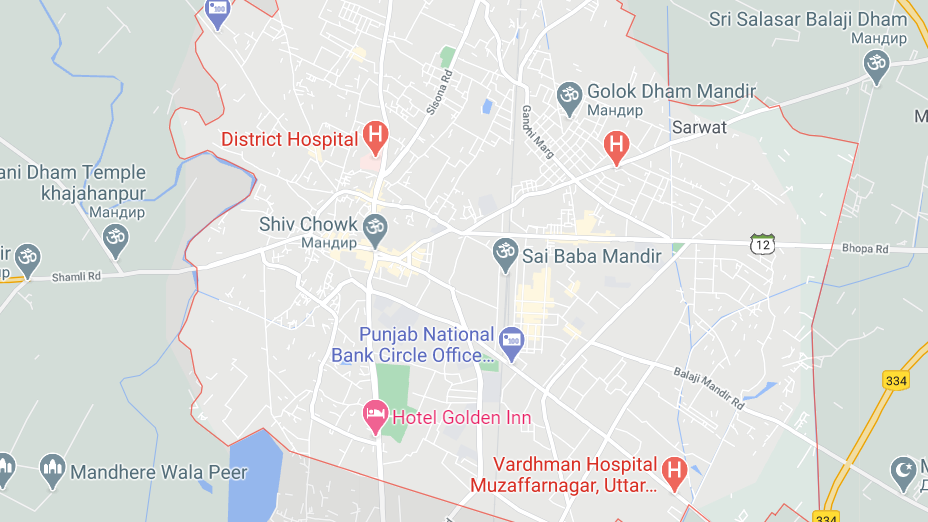 Sri Salasar Balaji Dham
Мандир
Golok Dham Mandir
Мандир
Sisona Rd
Gandhi Marg
Sarwat
District Hospital
ani Dham Temple
khajahanpur
Мандир
Shiv Chowk
Мандир
Sai Baba Mandir
12
Bhopa Rd
Shamli Rd
Punjab National
Bank Circle Office...
334
Balaji Mandir Rd
Hotel Golden Inn
Vardhman Hospital
Muzaffarnagar, Uttar...
Mandhere Wala Peer
334